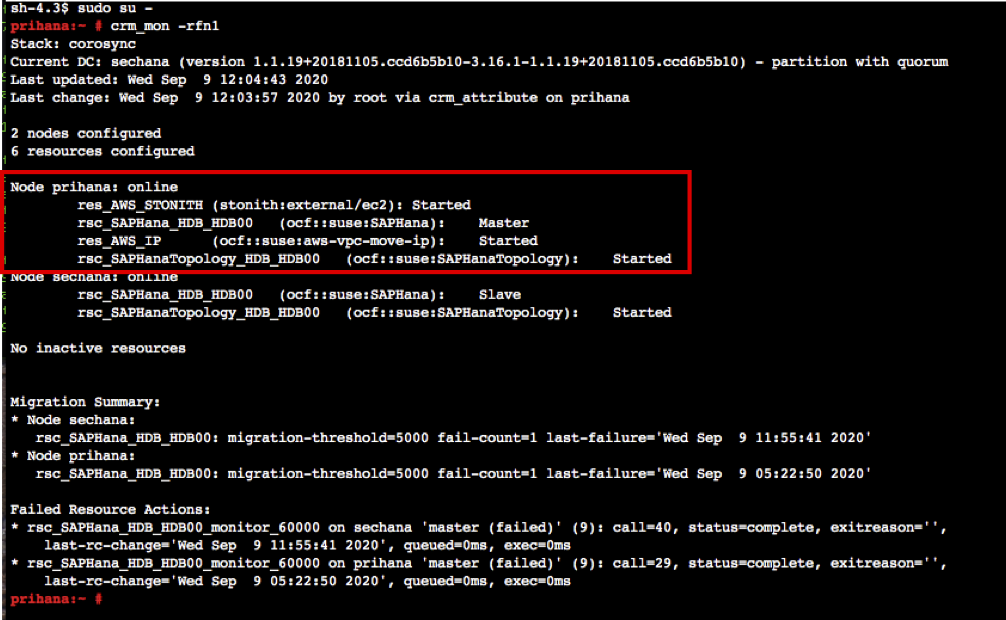 sh-4.3$ sudo su -
prihana:~ # crm_mon -rfn1
Stack: corosync
Current DC: sechana (version 1.1.19+20181105.ccd6b5b10-3.16.1-1.1.19+20181105.ccd6b5b10) - partition with quorum
Last updated: Wed Sep  9 12:04:43 2020
Last change: Wed Sep  9 12:03:57 2020 by root via crm_attribute on prihana
2 nodes configured
6 resources configured
Node prihana: online
res_AWS_STONITH (stonith:external/ec2): Started
rsc_SAPHana_HDB_HDB00   (ocf::suse:SAPHana):    Master
res_AWS_IP      (ocf::suse:aws-vpc-move-ip):    Started
rsc_SAPHanaTopology_HDB_HDB00   (ocf::suse:SAPHanaTopology):    Started
Node sechana: online
rsc_SAPHana_HDB_HDB00   (ocf::suse:SAPHana):    Slave
rsc_SAPHanaTopology_HDB_HDB00   (ocf::suse:SAPHanaTopology):    Started
No inactive resources
Migration Summary:
* Node sechana:
rsc_SAPHana_HDB_HDB00: migration-threshold=5000 fail-count=1 last-failure='Wed Sep  9 11:55:41 2020'
* Node prihana:
rsc_SAPHana_HDB_HDB00: migration-threshold=5000 fail-count=1 last-failure='Wed Sep  9 05:22:50 2020'
Failed Resource Actions:
* rsc_SAPHana_HDB_HDB00_monitor_60000 on sechana 'master (failed)' (9): call=40, status=complete, exitreason='',
last-rc-change='Wed Sep  9 11:55:41 2020', queued=0ms, exec=0ms
* rsc_SAPHana_HDB_HDB00_monitor_60000 on prihana 'master (failed)' (9): call=29, status=complete, exitreason='',
last-rc-change='Wed Sep  9 05:22:50 2020', queued=0ms, exec=0ms
prihana:~ #